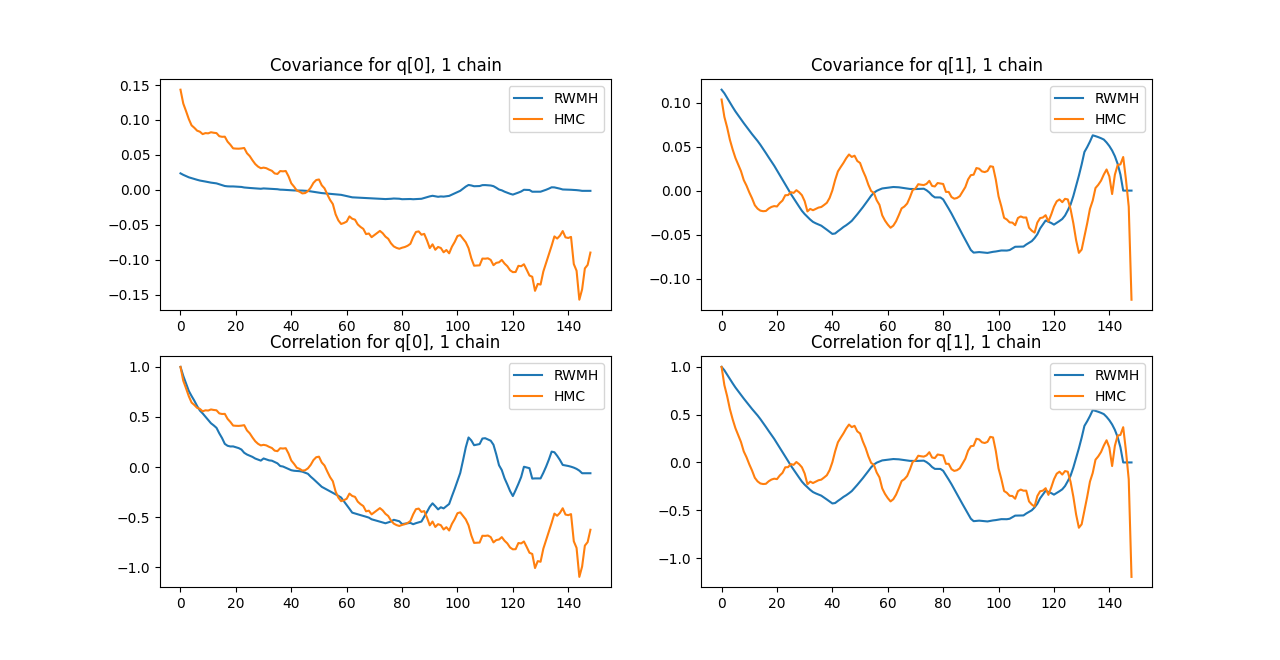 Covariance for q[0], 1 chain
0.15
0.10
0.05
0.00
−0.05
−0.10
−0.15
0 20 40 60 80 100 120 140
RWMH
HMC
Covariance for q[1], 1 chain
0.10
0.05
0.00
−0.05
−0.10
0 20 40 60 80 100 120 140
RWMH
HMC
Correlation for q[0], 1 chain
1.0
0.5
0.0
−0.5
−1.0
0 20 40 60 80 100 120 140
RWMH
HMC
Correlation for q[1], 1 chain
1.0
0.5
0.0
−0.5
−1.0
0 20 40 60 80 100 120 140
RWMH
HMC